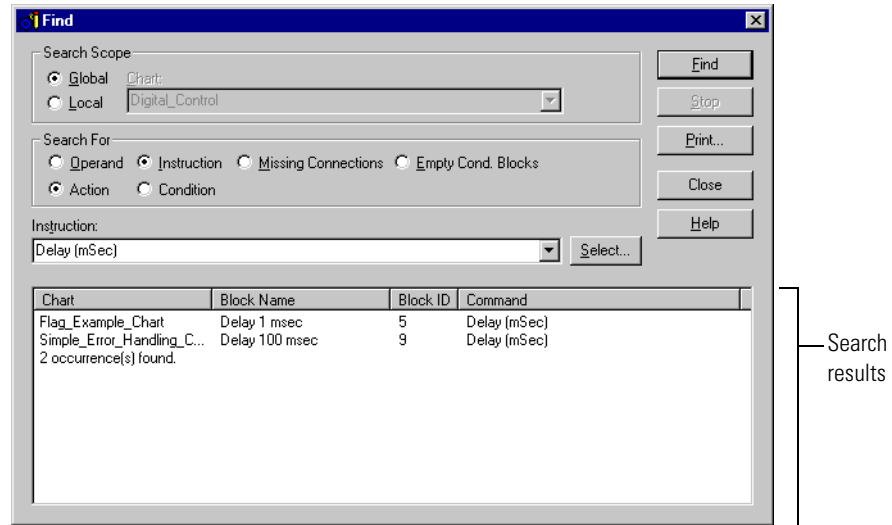 Find
Search Scope
Global Chart:
Local Digital_Control
Find
Stop
Search For
Operand Instruction Missing Connections Empty Cond. Blocks
Action Condition
Print...
Close
Help
Instruction:
Delay (mSec)
Select...
Chart Block Name Block ID Command
Flag_Example_Chart Delay 1 msec 5 Delay (mSec)
Simple_Error_Handling_C... Delay 100 msec 9 Delay (mSec)
2 occurrence(s) found.
Search
results